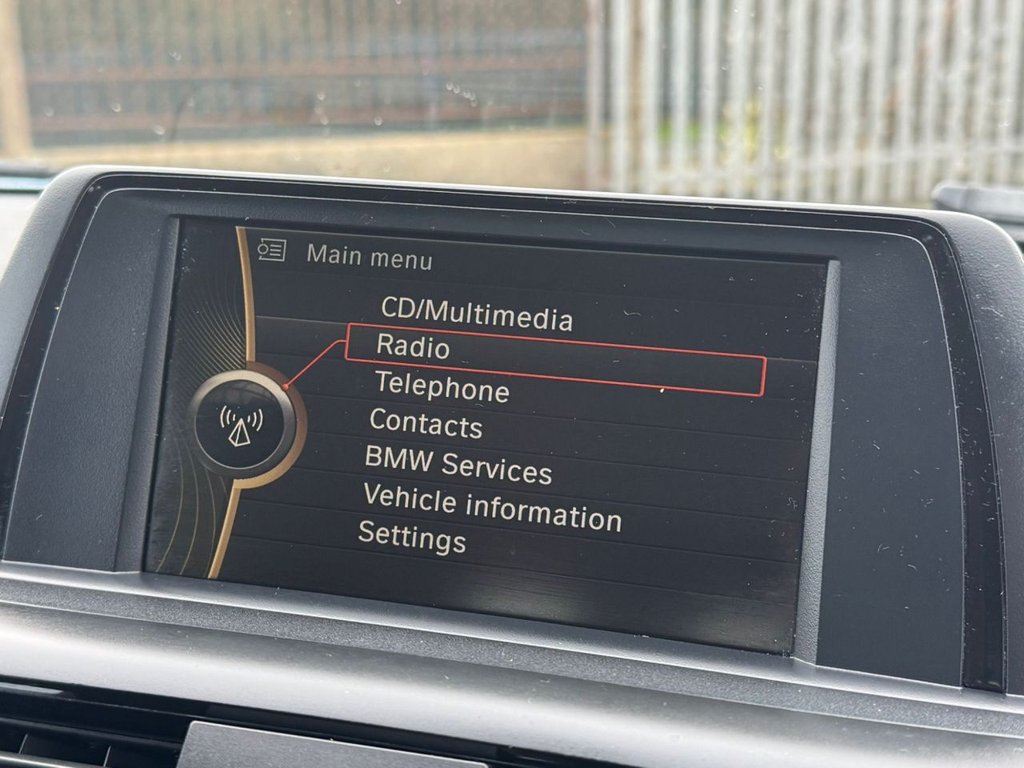 Main menu
CD/Multimedia
Radio
Telephone
Contacts
BMW Services
Vehicle information
Settings